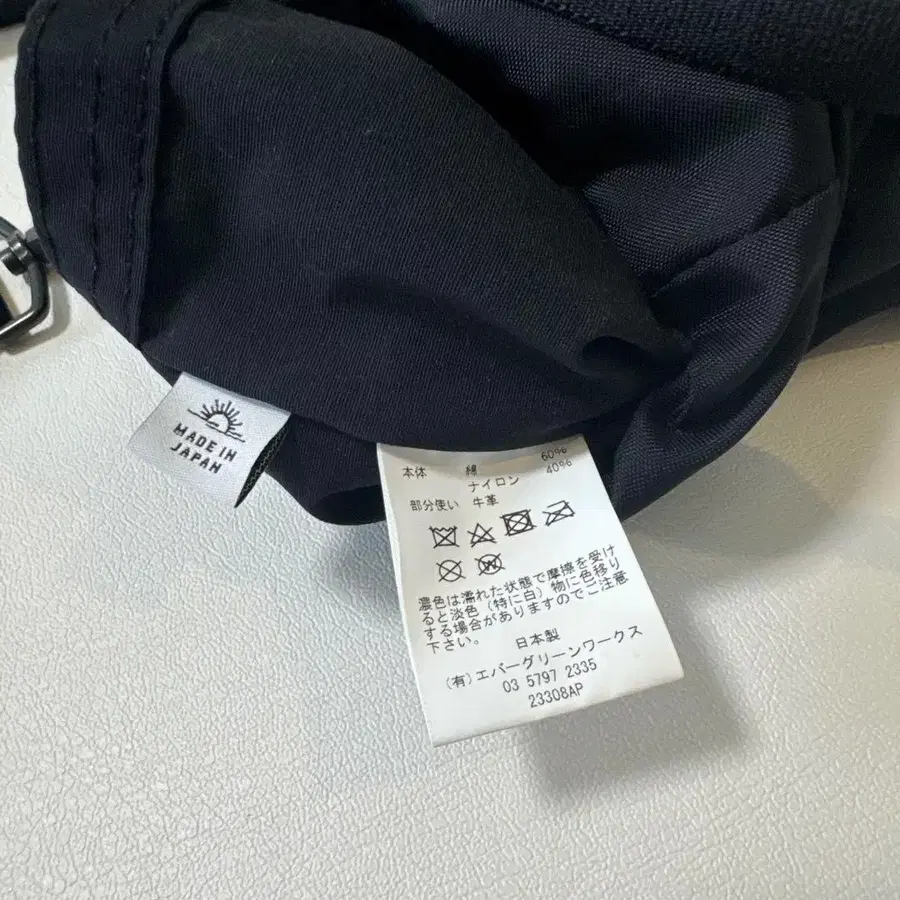 MADE IN
JAPAN
本体 綿 60%
ナイロン 40%
部分使い 牛革
濃色は濡れた状態で摩擦を受け
ると淡色（特に白）物に色移り
する場合がありますのでご注意
下さい。
日本製
（有）エバーグリーンワークス
03 5797 2335
23308AP